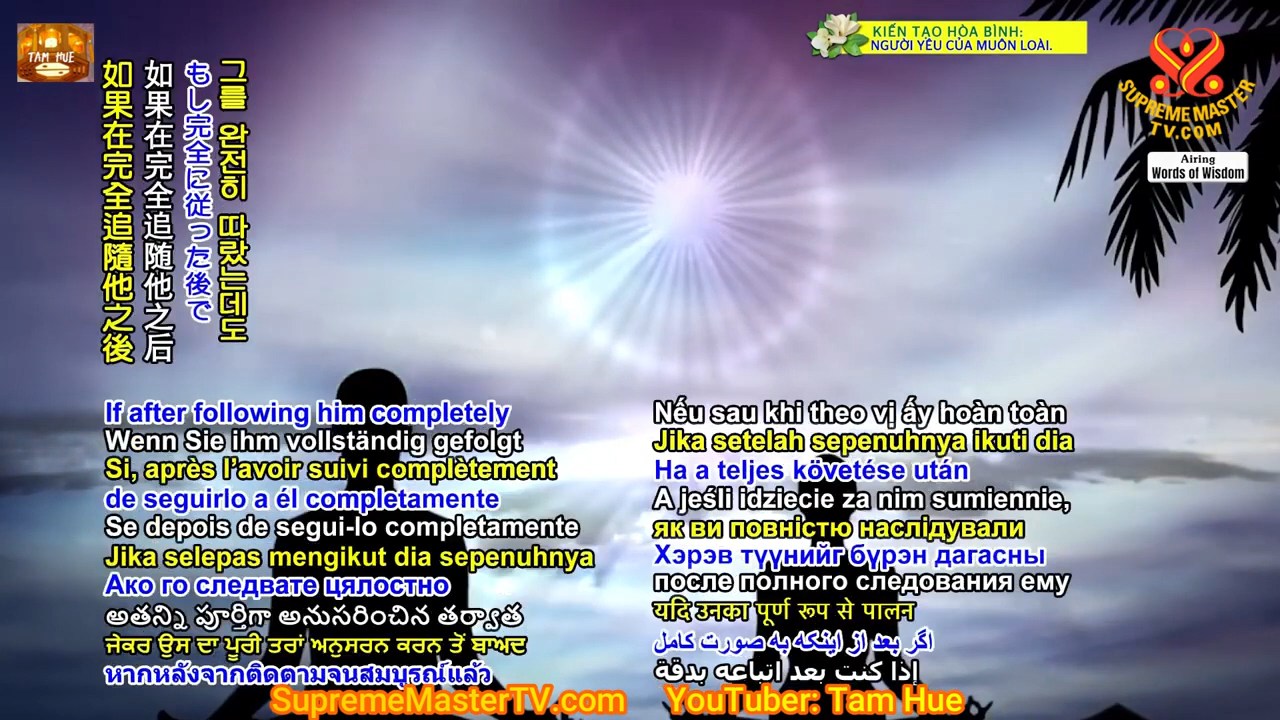 TAM HUE
KIẾN TẠO HÒA BÌNH:
NGƯỜI YÊU CỦA MUÔN LOÀI.
SUPREME MASTER
TV.COM
Airing
Words of Wisdom
그를 완전히 따랐는데도
もし完全に従った後で
如果在完全追随他之后
如果在完全追隨他之後
If after following him completely
Wenn Sie ihm vollständig gefolgt
Si, après l’avoir suivi complètement
de seguirlo a él completamente
Se depois de segui-lo completamente
Jika selepas mengikut dia sepenuhnya
Ако го следвате цялостно
అతన్ని పూర్తిగా అనుసరించిన తర్వాత
ਜੇਕਰ ਉਸ ਦਾ ਪੂਰੀ ਤਰਾਂ ਅਨੁਸਰਨ ਕਰਨ ਤੋਂ ਬਾਅਦ
หากหลังจากติดตามจนสมบูรณ์แล้ว
Nếu sau khi theo vị ấy hoàn toàn
Jika setelah sepenuhnya ikuti dia
Ha a teljes követése után
A jeśli idziecie za nim sumiennie,
як ви повністю наслідували
Хэрэв түүнийг бүрэн дагасны
после полного следования ему
यदि उनका पूर्ण रूप से पालन
اگر بعد از اینکه به صورت کامل
إذا كنت بعد اتباعه بدقة
SupremeMasterTV.com
YouTuber: Tam Hue